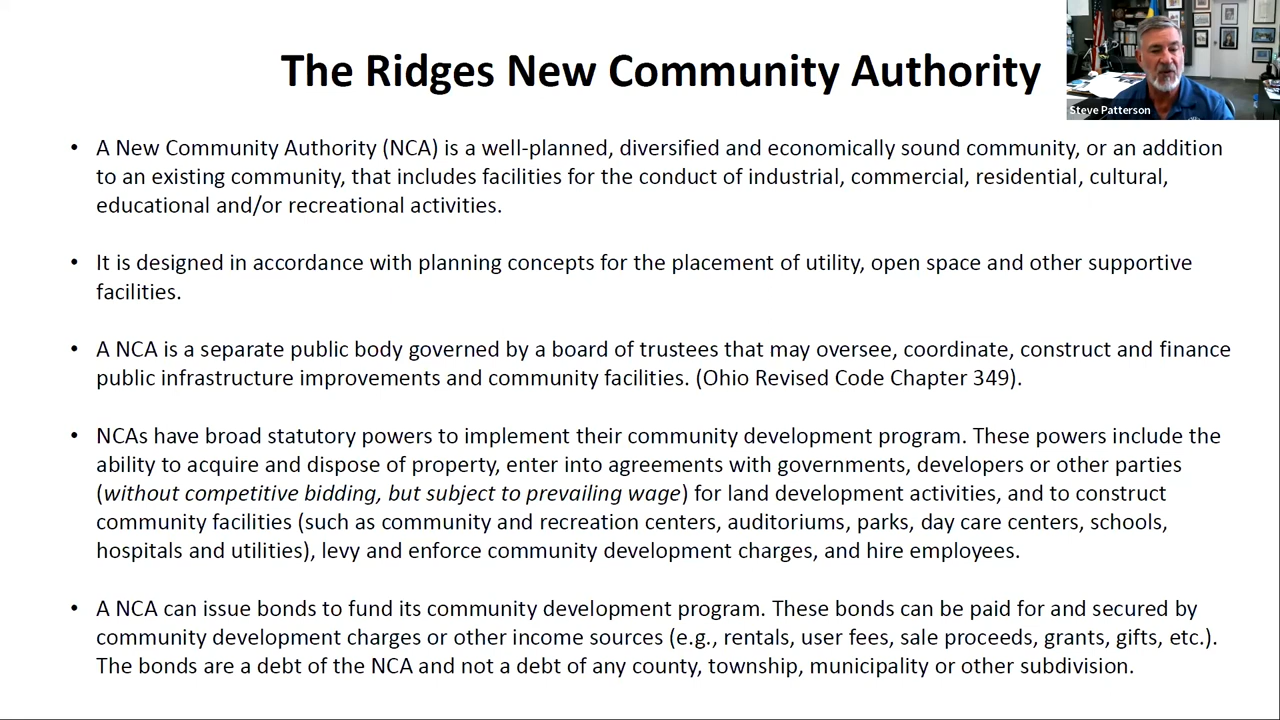 The Ridges New Community Authority
Steve Patterson
• A New Community Authority (NCA) is a well-planned, diversified and economically sound community, or an addition
to an existing community, that includes facilities for the conduct of industrial, commercial, residential, cultural,
educational and/or recreational activities.
• It is designed in accordance with planning concepts for the placement of utility, open space and other supportive
facilities.
• A NCA is a separate public body governed by a board of trustees that may oversee, coordinate, construct and finance
public infrastructure improvements and community facilities. (Ohio Revised Code Chapter 349).
• NCAs have broad statutory powers to implement their community development program. These powers include the
ability to acquire and dispose of property, enter into agreements with governments, developers or other parties
(without competitive bidding, but subject to prevailing wage) for land development activities, and to construct
community facilities (such as community and recreation centers, auditoriums, parks, day care centers, schools,
hospitals and utilities), levy and enforce community development charges, and hire employees.
• A NCA can issue bonds to fund its community development program. These bonds can be paid for and secured by
community development charges or other income sources (e.g., rentals, user fees, sale proceeds, grants, gifts, etc.).
The bonds are a debt of the NCA and not a debt of any county, township, municipality or other subdivision.